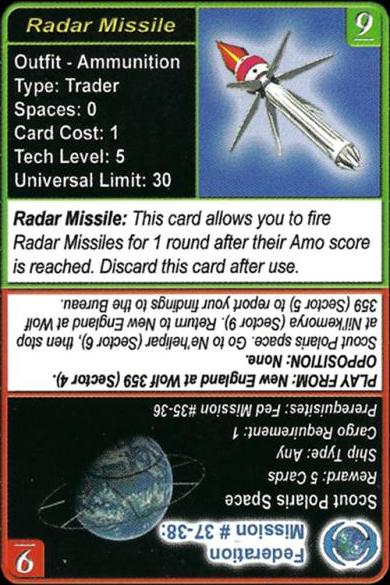 Radar Missile
9
Outfit - Ammunition
Type: Trader
Spaces: 0
Card Cost: 1
Tech Level: 5
Universal Limit: 30
Radar Missile: This card allows you to fire
Radar Missiles for 1 round after their Amo score
is reached. Discard this card after use.
Federation
Mission # 37-38:
6
Scout Polaris Space
Reward: 5 Cards
Ship Type: Any
Cargo Requirement: 1
Prerequisites: Fed Mission #35-36
PLAY: FROM: New England at Wolf 359 (Sector 4).
OPPOSITION: None.
Scout Polaris space. Go to Ne'helipar (Sector 6), then stop
at Nil'kemorya (Sector 9). Return to New England at Wolf
359 (Sector 5) to report your findings to the Bureau.